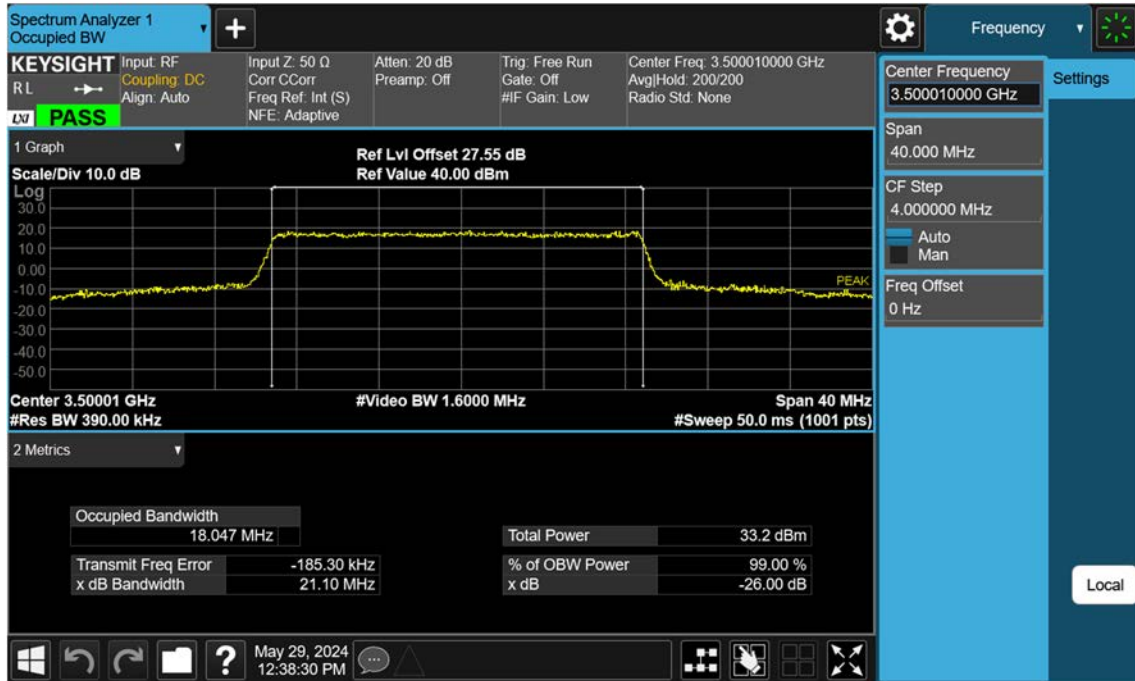 Spectrum Analyzer 1
Occupied BW
Frequency
KEYSIGHT
R L
LXI
PASS
Input: RF
Coupling: DC
Align: Auto
Input Z: 50 Ω
Corr CCorr
Freq Ref: Int (S)
NFE: Adaptive
Atten: 20 dB
Preamp: Off
Trig: Free Run
Gate: Off
#IF Gain: Low
Center Freq: 3.500010000 GHz
Avg|Hold: 200/200
Radio Std: None
Center Frequency
3.500010000 GHz
Settings
Span
40.000 MHz
CF Step
4.000000 MHz
Auto
Man
Freq Offset
0 Hz
Local
1 Graph
Scale/Div 10.0 dB
Ref Lvl Offset 27.55 dB
Ref Value 40.00 dBm
Log
30.0
20.0
10.0
0.00
-10.0
-20.0
-30.0
-40.0
-50.0
PEAK
Center 3.50001 GHz
#Video BW 1.6000 MHz
Span 40 MHz
#Res BW 390.00 kHz
#Sweep 50.0 ms (1001 pts)
2 Metrics
Occupied Bandwidth
18.047 MHz
Total Power 33.2 dBm
Transmit Freq Error -185.30 kHz
% of OBW Power 99.00 %
x dB Bandwidth 21.10 MHz
x dB -26.00 dB
?
May 29, 2024
12:38:30 PM